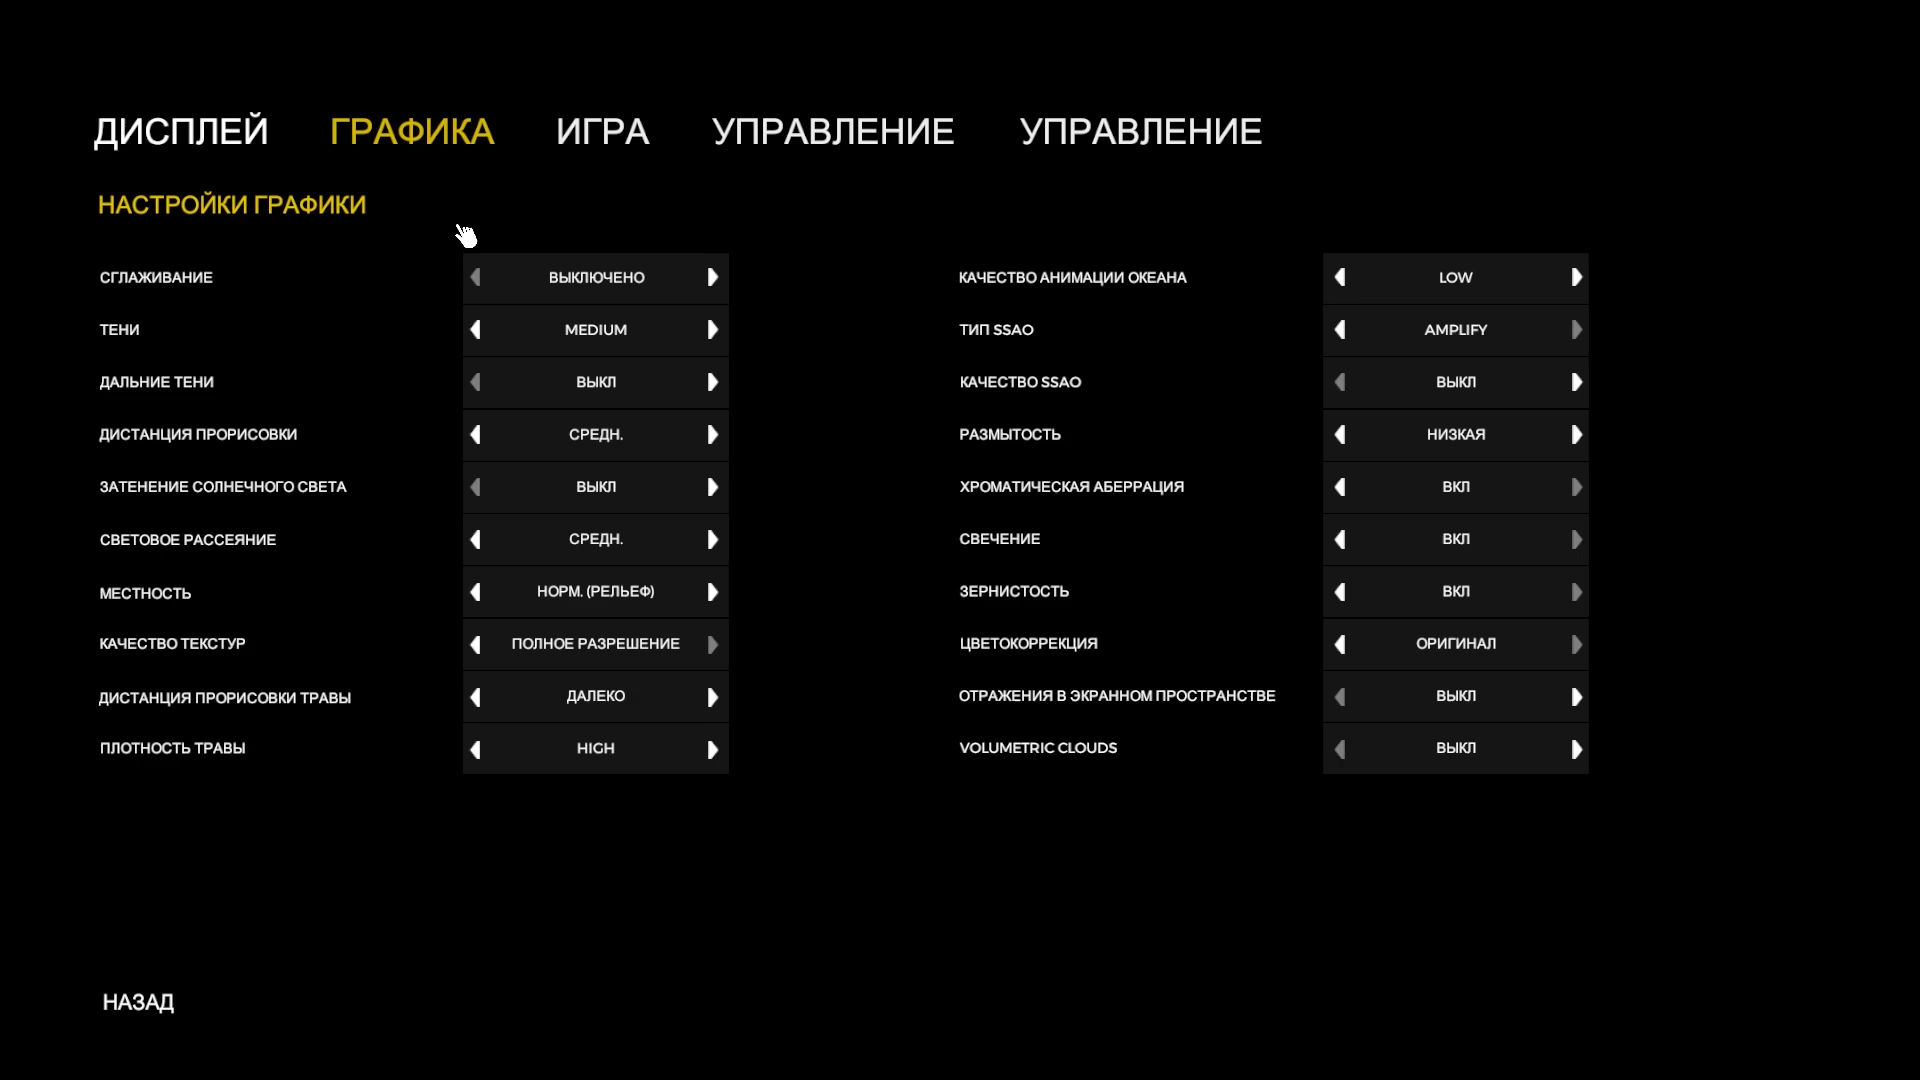 ДИСПЛЕЙ ГРАФИКА ИГРА УПРАВЛЕНИЕ УПРАВЛЕНИЕ
НАСТРОЙКИ ГРАФИКИ
СГЛАЖИВАНИЕ ВЫКЛЮЧЕНО
ТЕНИ MEDIUM
ДАЛЬНИЕ ТЕНИ ВЫКЛ
ДИСТАНЦИЯ ПРОРИСОВКИ СРЕДН.
ЗАТЕНЕНИЕ СОЛНЕЧНОГО СВЕТА ВЫКЛ
СВЕТОВОЕ РАССЕЯНИЕ СРЕДН.
МЕСТНОСТЬ НОРМ. (РЕЛЬЕФ)
КАЧЕСТВО ТЕКСТУР ПОЛНОЕ РАЗРЕШЕНИЕ
ДИСТАНЦИЯ ПРОРИСОВКИ ТРАВЫ ДАЛЕКО
ПЛОТНОСТЬ ТРАВЫ HIGH
КАЧЕСТВО АНИМАЦИИ ОКЕАНА LOW
ТИП SSAO AMPLIFY
КАЧЕСТВО SSAO ВЫКЛ
РАЗМЫТОСТЬ НИЗКАЯ
ХРОМАТИЧЕСКАЯ АБЕРРАЦИЯ ВКЛ
СВЕЧЕНИЕ ВКЛ
ЗЕРНИСТОСТЬ ВКЛ
ЦВЕТОКОРРЕКЦИЯ ОРИГИНАЛ
ОТРАЖЕНИЯ В ЭКРАННОМ ПРОСТРАНСТВЕ ВЫКЛ
VOLUMETRIC CLOUDS ВЫКЛ
НАЗАД